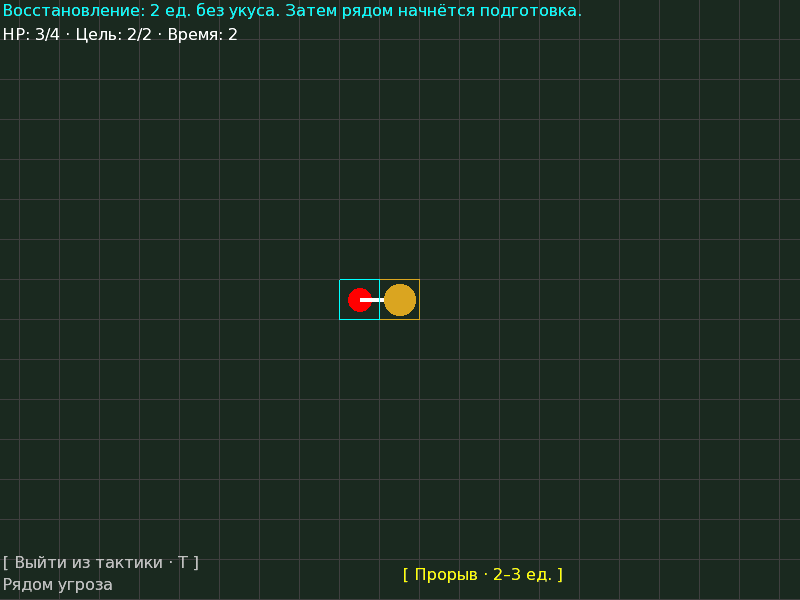 Восстановление: 2 ед. без укуса. Затем рядом начнётся подготовка.
HP: 3/4 · Цель: 2/2 · Время: 2
[ Выйти из тактики · T ]
Рядом угроза
[ Прорыв · 2–3 ед. ]